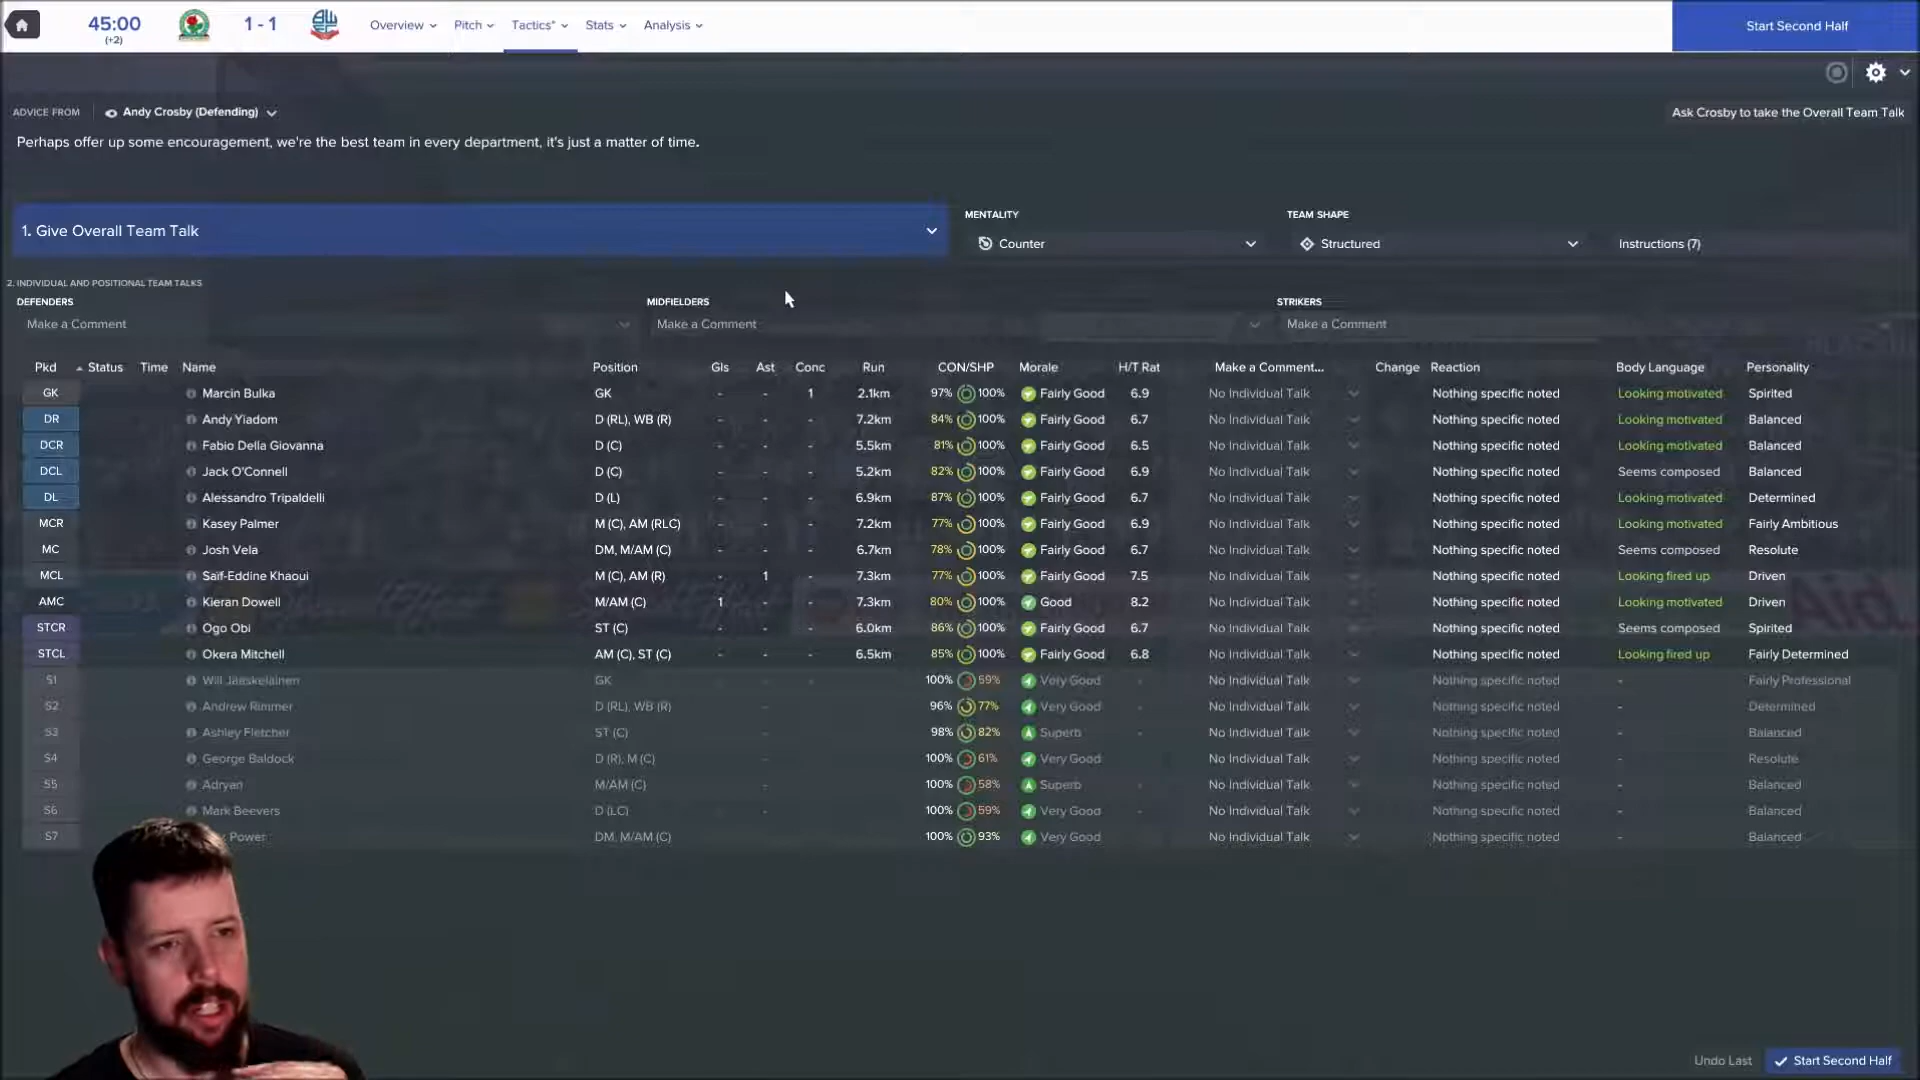 45:00
(+2)
1 - 1
Overview
Pitch
Tactics*
Stats
Analysis
Start Second Half
ADVICE FROM
Andy Crosby (Defending)
Ask Crosby to take the Overall Team Talk
Perhaps offer up some encouragement, we're the best team in every department, it's just a matter of time.
1. Give Overall Team Talk
MENTALITY
Counter
TEAM SHAPE
Structured
Instructions (7)
2. INDIVIDUAL AND POSITIONAL TEAM TALKS
DEFENDERS MIDFIELDERS STRIKERS
Make a Comment Make a Comment Make a Comment
Pkd Status Time Name Position Gls Ast Conc Run CON/SHP Morale H/T Rat Make a Comment... Change Reaction Body Language Personality
GK Marcin Bulka GK - - 1 2.1km 97% 100% Fairly Good 6.9 No Individual Talk Nothing specific noted Looking motivated Spirited
DR Andy Yiadom D (RL), WB (R) - - - 7.2km 84% 100% Fairly Good 6.7 No Individual Talk Nothing specific noted Looking motivated Balanced
DCR Fabio Della Giovanna D (C) - - - 5.5km 81% 100% Fairly Good 6.5 No Individual Talk Nothing specific noted Looking motivated Balanced
DCL Jack O'Connell D (C) - - - 5.2km 82% 100% Fairly Good 6.9 No Individual Talk Nothing specific noted Seems composed Balanced
DL Alessandro Tripaldelli D (L) - - - 6.9km 87% 100% Fairly Good 6.7 No Individual Talk Nothing specific noted Looking motivated Determined
MCR Kasey Palmer M (C), AM (RLC) - - - 7.2km 77% 100% Fairly Good 6.9 No Individual Talk Nothing specific noted Looking motivated Fairly Ambitious
MC Josh Vela DM, M/AM (C) - - - 6.7km 78% 100% Fairly Good 6.7 No Individual Talk Nothing specific noted Seems composed Resolute
MCL Saîf-Eddine Khaoui M (C), AM (R) - 1 - 7.3km 77% 100% Fairly Good 7.5 No Individual Talk Nothing specific noted Looking fired up Driven
AMC Kieran Dowell M/AM (C) 1 - - 7.3km 80% 100% Good 8.2 No Individual Talk Nothing specific noted Looking motivated Driven
STCR Ogo Obi ST (C) - - - 6.0km 86% 100% Fairly Good 6.7 No Individual Talk Nothing specific noted Seems composed Spirited
STCL Okera Mitchell AM (C), ST (C) - - - 6.5km 85% 100% Fairly Good 6.8 No Individual Talk Nothing specific noted Looking fired up Fairly Determined
S1 Will Jääskeläinen GK - - - 100% 59% Very Good - No Individual Talk Nothing specific noted - Fairly Professional
S2 Andrew Rimmer D (RL), WB (R) - 96% 77% Very Good - No Individual Talk Nothing specific noted - Determined
S3 Ashley Fletcher ST (C) - 98% 82% Superb - No Individual Talk Nothing specific noted - Balanced
S4 George Baldock D (R), M (C) - 100% 61% Very Good - No Individual Talk Nothing specific noted - Resolute
S5 Adryan M/AM (C) - 100% 58% Superb - No Individual Talk Nothing specific noted - Balanced
S6 Mark Beevers D (LC) - 100% 59% Very Good - No Individual Talk Nothing specific noted - Balanced
S7 Power DM, M/AM (C) - 100% 93% Very Good - No Individual Talk Nothing specific noted - Balanced
Undo Last
Start Second Half